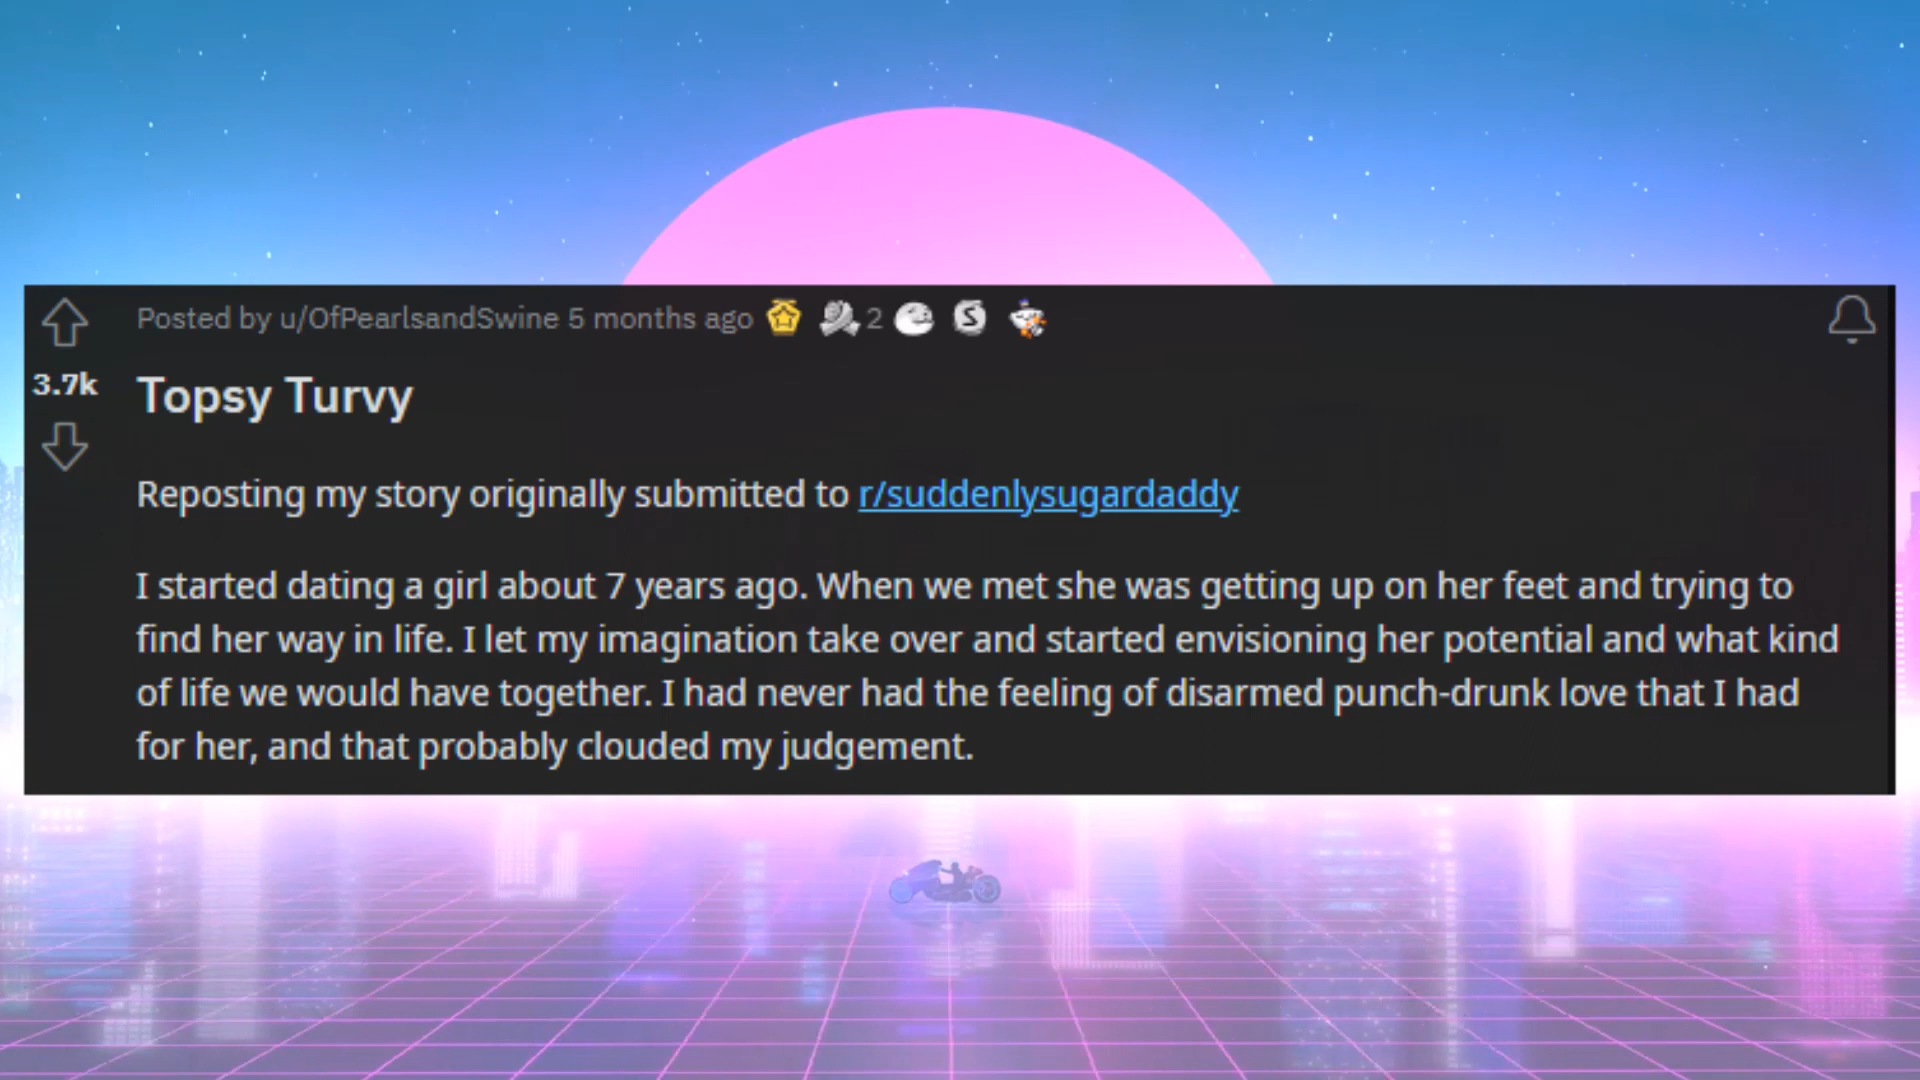 Posted by u/OfPearlsandSwine 5 months ago 2
3.7k
Topsy Turvy
Reposting my story originally submitted to r/suddenlysugardaddy
I started dating a girl about 7 years ago. When we met she was getting up on her feet and trying to
find her way in life. I let my imagination take over and started envisioning her potential and what kind
of life we would have together. I had never had the feeling of disarmed punch-drunk love that I had
for her, and that probably clouded my judgement.